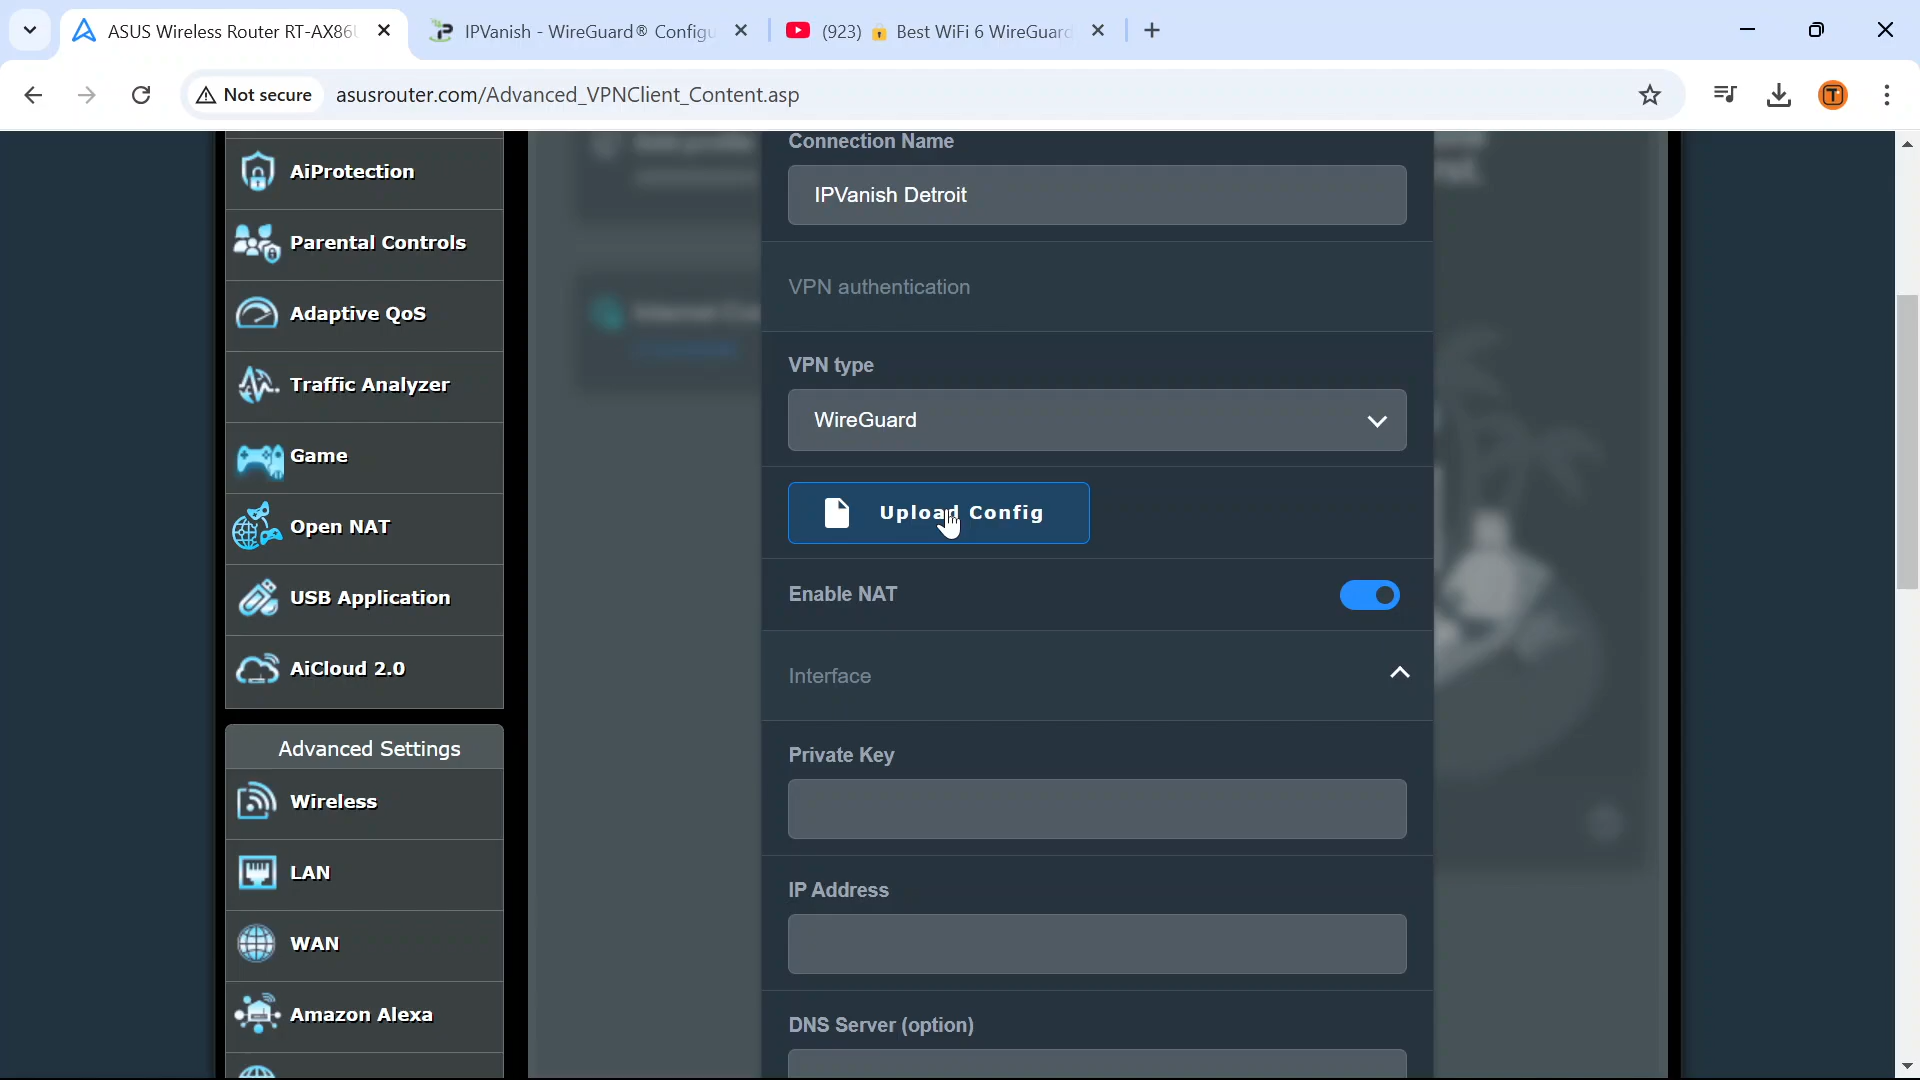 ASUS Wireless Router RT-AX86U
IPVanish - WireGuard® Configu
(923) 🔒 Best WiFi 6 WireGuard
Not secure
asusrouter.com/Advanced_VPNClient_Content.asp
T
AiProtection
Parental Controls
Adaptive QoS
Traffic Analyzer
Game
Open NAT
USB Application
AiCloud 2.0
Advanced Settings
Wireless
LAN
WAN
Amazon Alexa
Connection Name
IPVanish Detroit
VPN authentication
VPN type
WireGuard
Upload Config
Enable NAT
Interface
Private Key
IP Address
DNS Server (option)